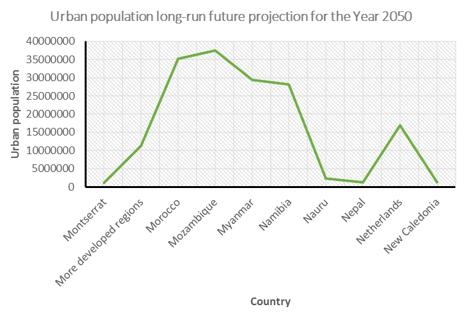 Urban population long-run future projection for the Year 2050
Urban population
40000000
35000000
30000000
25000000
20000000
15000000
10000000
5000000
0
Montserrat
More developed regions
Morocco
Mozambique
Myanmar
Namibia
Nauru
Nepal
Netherlands
New Caledonia
Country